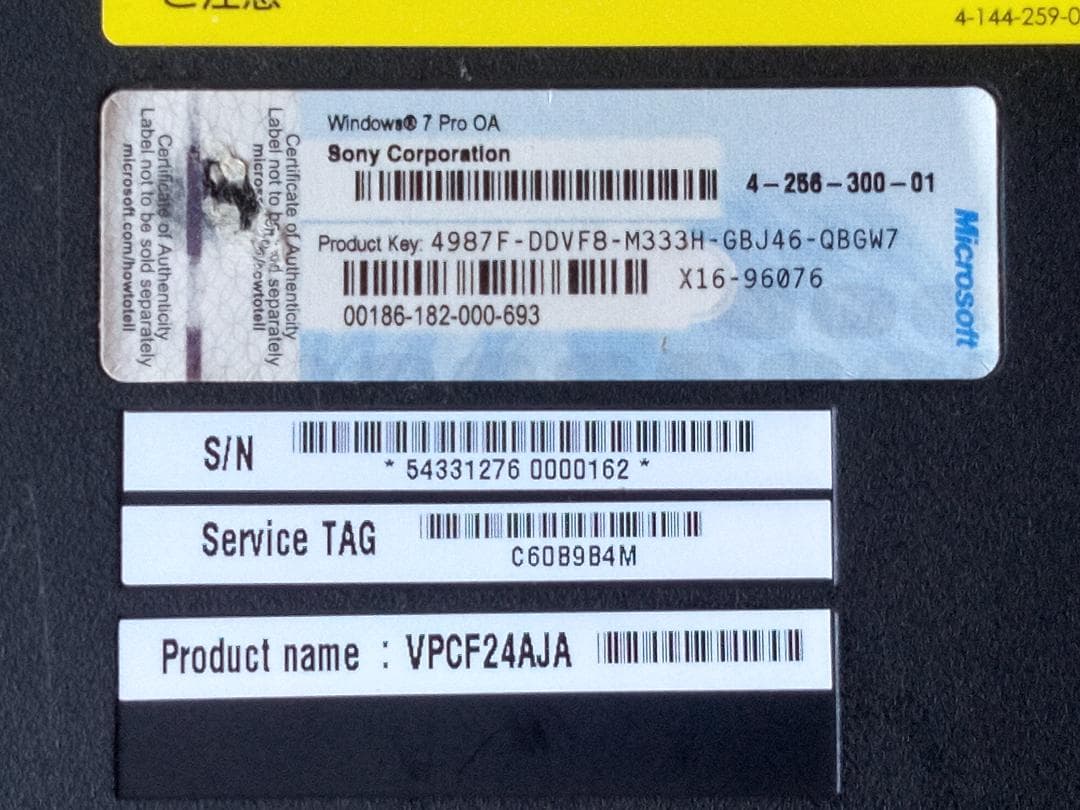 ご注意
4-144-259-0
Certificate of Authenticity
Label not to be sold separately
microsoft.com/howtotell
Certificate of Authenticity
Label not to be sold separately
Windows® 7 Pro OA
Sony Corporation
4-256-300-01
Product Key: 4987F-DDVF8-M333H-GBJ46-QBGW7
X16-96076
00186-182-000-693
Microsoft
S/N
* 54331276 0000162 *
Service TAG
C60B9B4M
Product name : VPCF24AJA